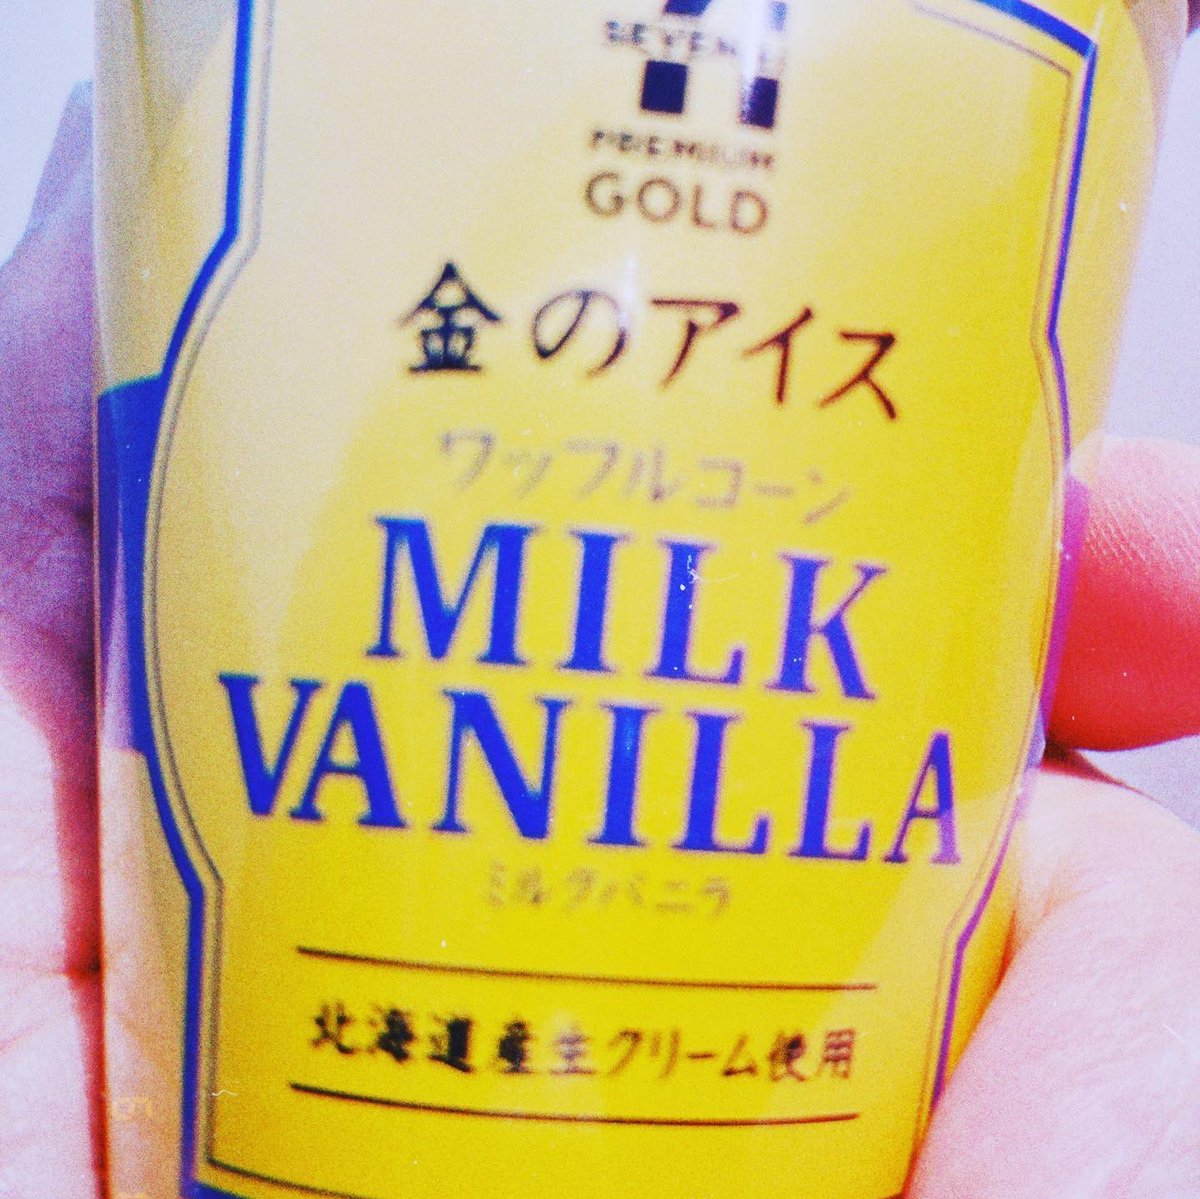 SEVEN & i
PREMIUM
GOLD
金のアイス
ワッフルコーン
MILK
VANILLA
ミルクバニラ
北海道産生クリーム使用